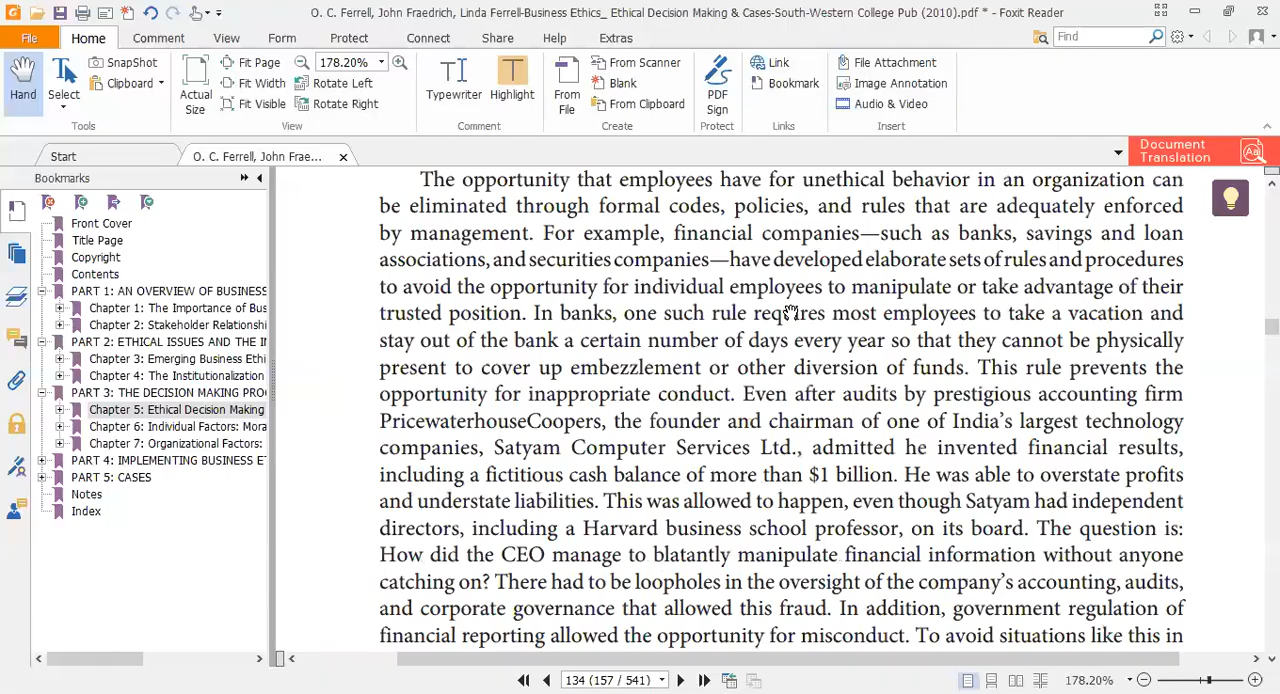 O. C. Ferrell, John Fraedrich, Lin Ferrell-Business Ethics_ Ethical Decision Making & Cases-South-Western College Pub (2010).pdf * - Foxit Reader
File Home Comment View Form Protect Connect Share Help Extras Find
Hand
Select
SnapShot
Clipboard
Tools
Actual
Size
Fit Page
Fit Width
Fit Visible
178.20%
Rotate Left
Rotate Right
View
Typewriter
Highlight
Comment
From
File
From Scanner
Blank
From Clipboard
Create
PDF
Sign
Protect
Link
Bookmark
Links
File Attachment
Image Annotation
Audio & Video
Insert
Start
O. C. Ferrell, John Frae...
Document
Translation
Bookmarks
Front Cover
Title Page
Copyright
Contents
PART 1: AN OVERVIEW OF BUSINESS
Chapter 1: The Importance of Bus
Chapter 2: Stakeholder Relationshi
PART 2: ETHICAL ISSUES AND THE IN
Chapter 3: Emerging Business Ethi
Chapter 4: The Institutionalization
PART 3: THE DECISION MAKING PRO
Chapter 5: Ethical Decision Making
Chapter 6: Individual Factors: Mora
Chapter 7: Organizational Factors:
PART 4: IMPLEMENTING BUSINESS ET
PART 5: CASES
Notes
Index
The opportunity that employees have for unethical behavior in an organization can
be eliminated through formal codes, policies, and rules that are adequately enforced
by management. For example, financial companies—such as banks, savings and loan
associations, and securities companies—have developed elaborate sets of rules and procedures
to avoid the opportunity for individual employees to manipulate or take advantage of their
trusted position. In banks, one such rule requires most employees to take a vacation and
stay out of the bank a certain number of days every year so that they cannot be physically
present to cover up embezzlement or other diversion of funds. This rule prevents the
opportunity for inappropriate conduct. Even after audits by prestigious accounting firm
PricewaterhouseCoopers, the founder and chairman of one of India's largest technology
companies, Satyam Computer Services Ltd., admitted he invented financial results,
including a fictitious cash balance of more than $1 billion. He was able to overstate profits
and understate liabilities. This was allowed to happen, even though Satyam had independent
directors, including a Harvard business school professor, on its board. The question is:
How did the CEO manage to blatantly manipulate financial information without anyone
catching on? There had to be loopholes in the oversight of the company's accounting, audits,
and corporate governance that allowed this fraud. In addition, government regulation of
financial reporting allowed the opportunity for misconduct. To avoid situations like this in
134 (157 / 541)
178.20%